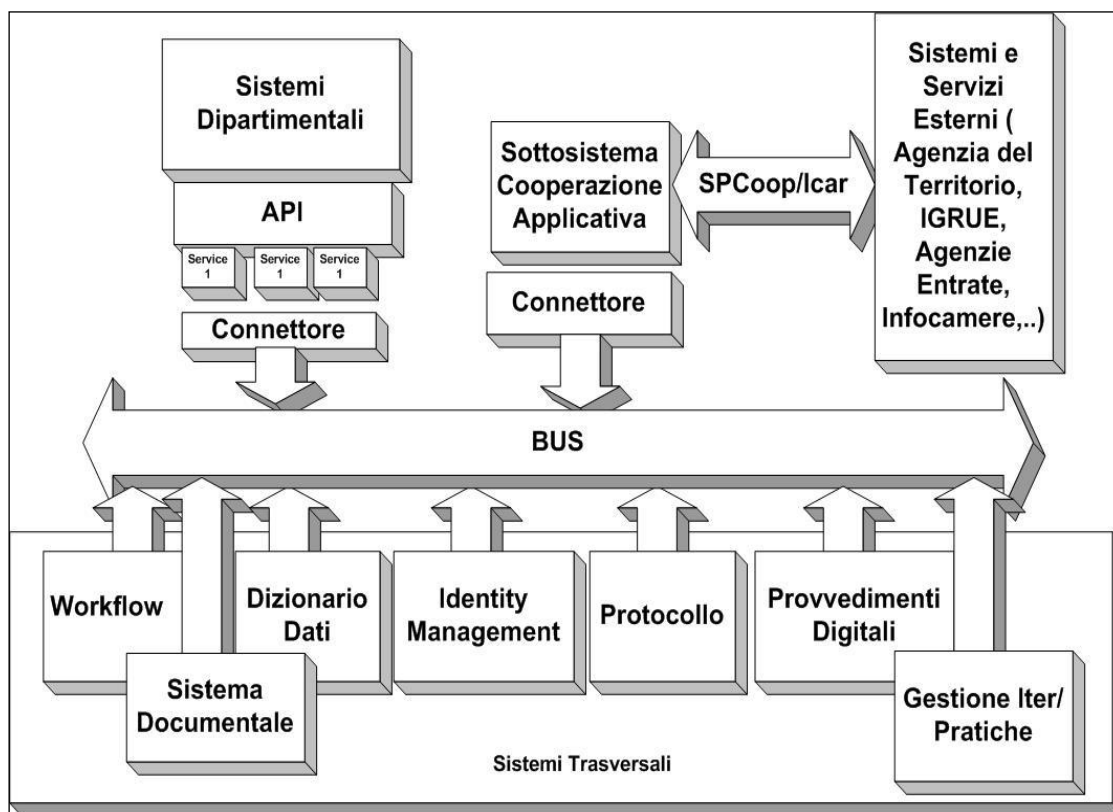 Sistemi
Dipartimentali
API
Service
1
Service
1
Service
1
Connettore
Sottosistema
Cooperazione
Applicativa
Connettore
SPCoop/Icar
Sistemi e
Servizi
Esterni (
Agenzia del
Territorio,
IGRUE,
Agenzie
Entrate,
Infocamere,..)
BUS
Workflow
Sistema
Documentale
Dizionario
Dati
Identity
Management
Protocollo
Provvedimenti
Digitali
Gestione Iter/
Pratiche
Sistemi Trasversali